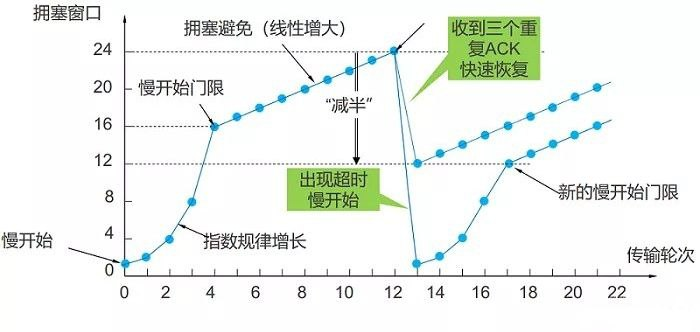 拥塞窗口
拥塞避免（线性增大）
收到三个重
复ACK
快速恢复
24
20
慢开始门限
“减半”
16
12
出现超时
慢开始
新的慢开始门限
8
4
慢开始
指数规律增长
传输轮次
0
0 2 4 6 8 10 12 14 16 18 20 22